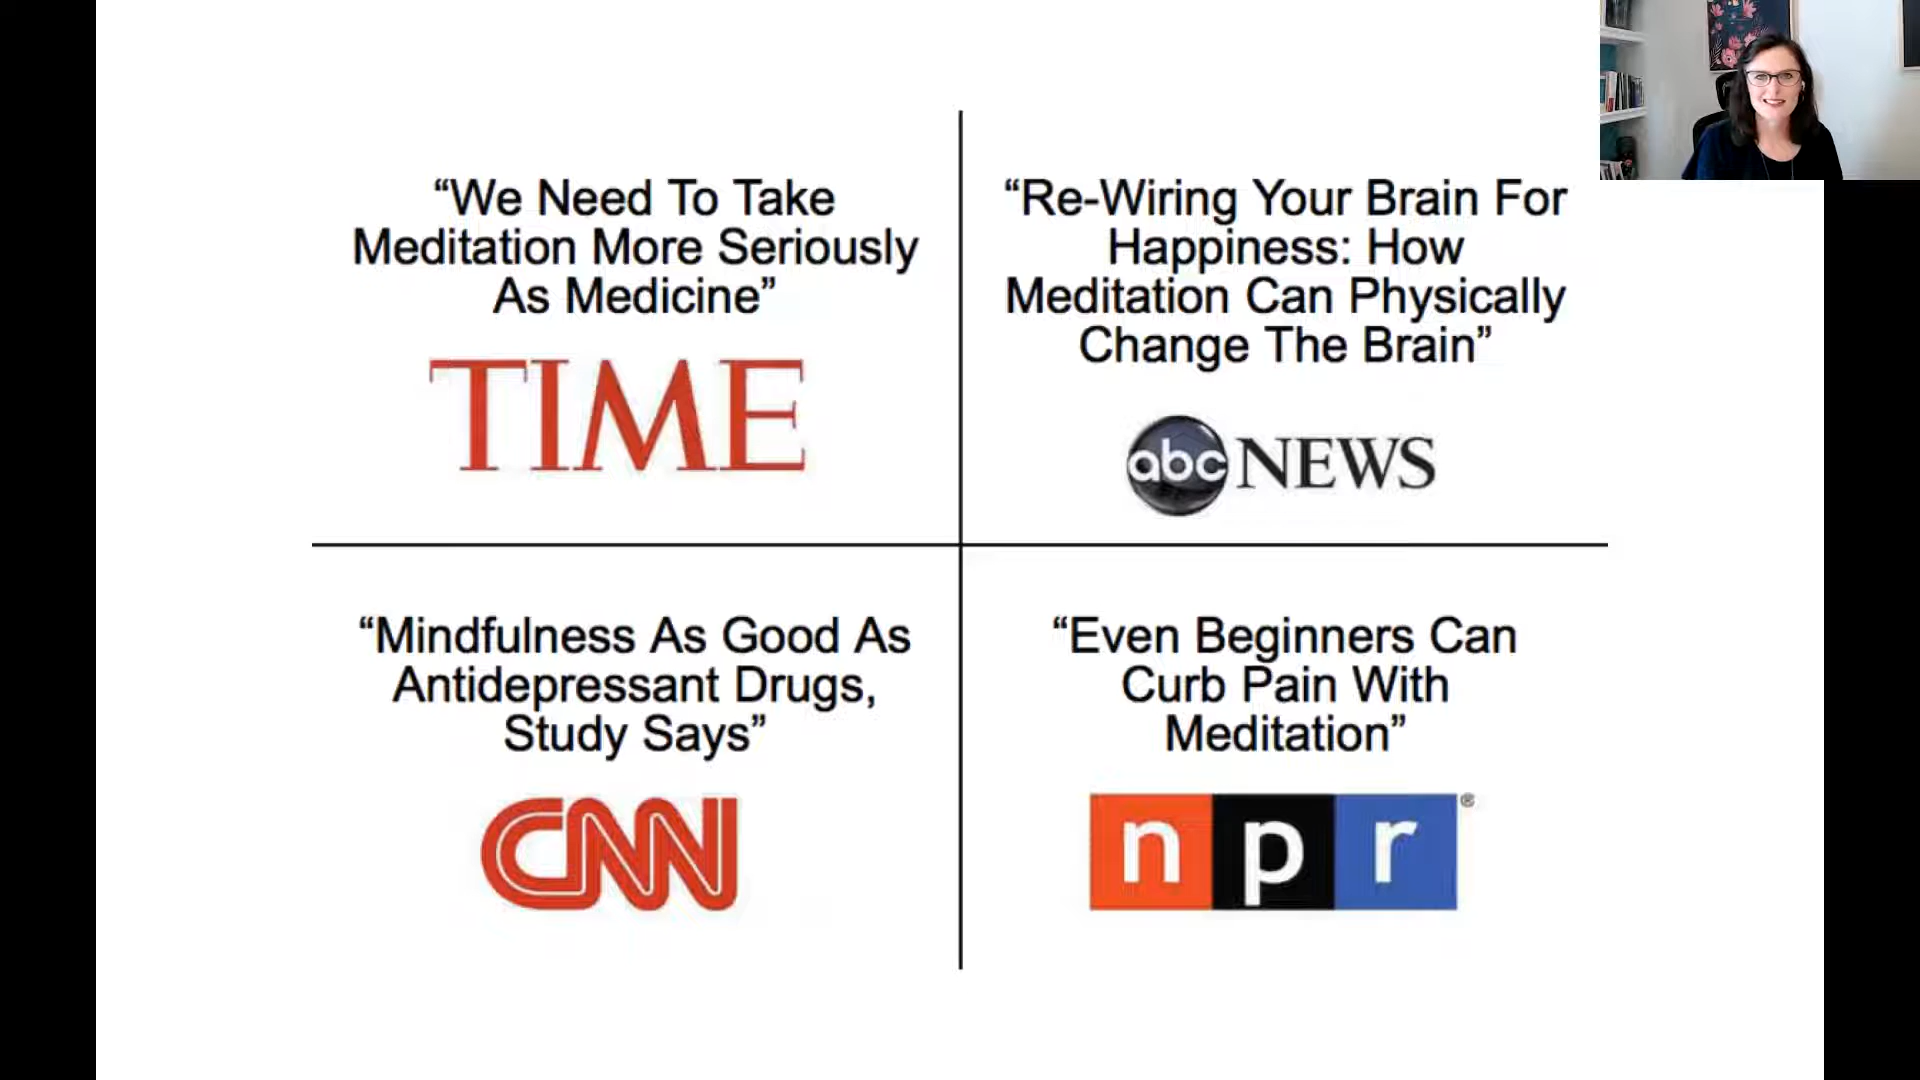 “We Need To Take
Meditation More Seriously
As Medicine”
TIME
“Re-Wiring Your Brain For
Happiness: How
Meditation Can Physically
Change The Brain”
abc NEWS
“Mindfulness As Good As
Antidepressant Drugs,
Study Says”
CNN
“Even Beginners Can
Curb Pain With
Meditation”
npr®